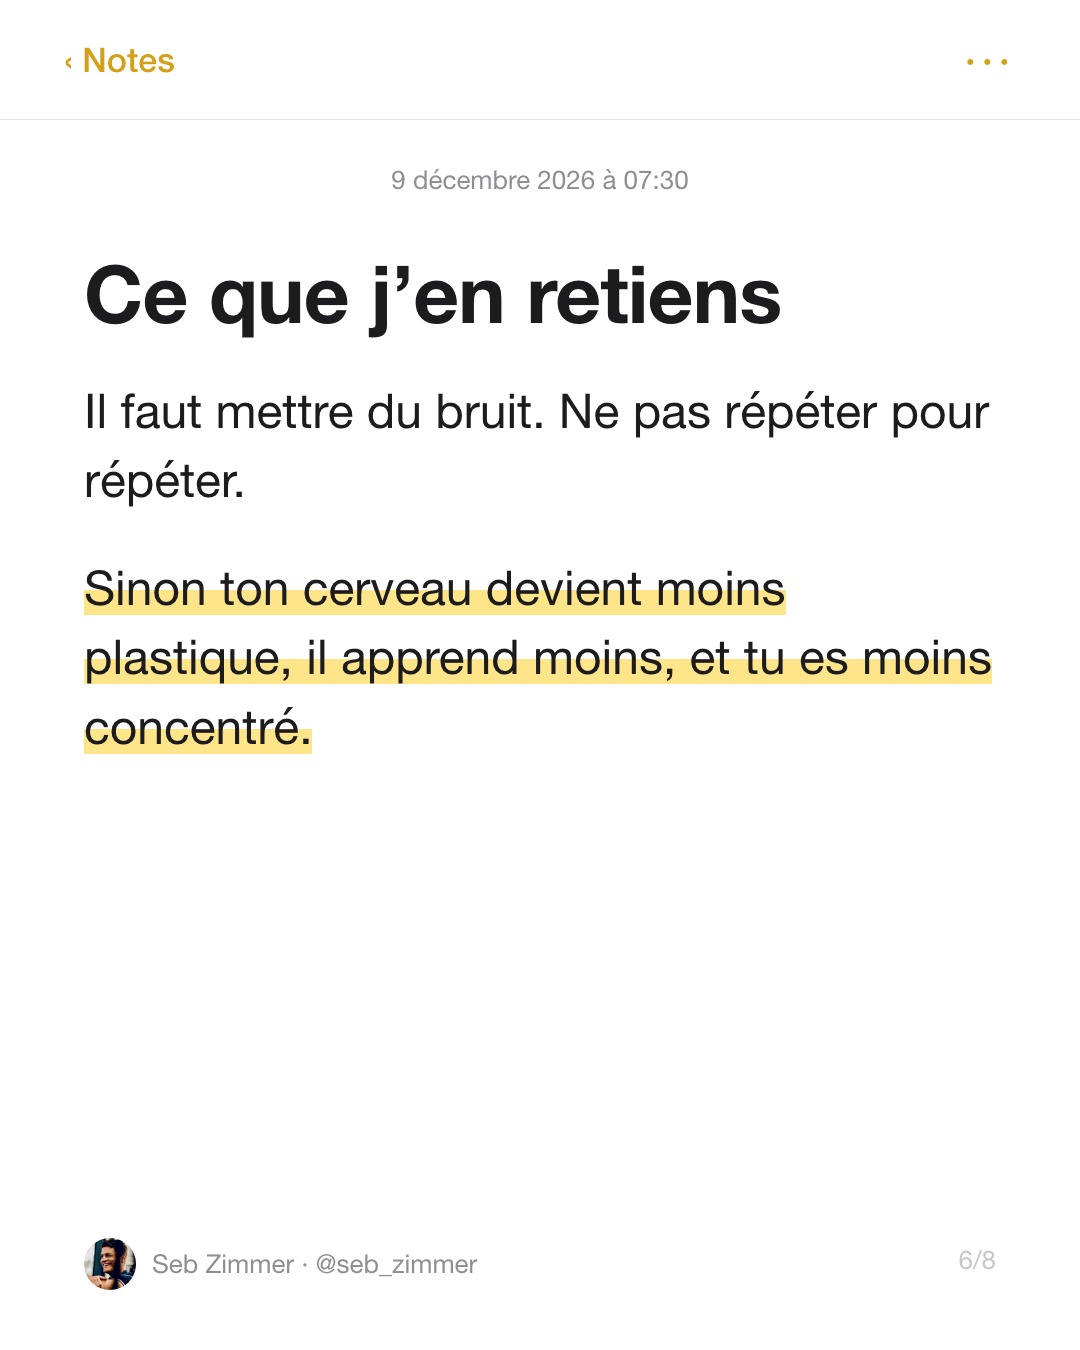 ‹ Notes
...
9 décembre 2026 à 07:30
Ce que j’en retiens
Il faut mettre du bruit. Ne pas répéter pour
répéter.
Sinon ton cerveau devient moins
plastique, il apprend moins, et tu es moins
concentré.
Seb Zimmer · @seb_zimmer
6/8